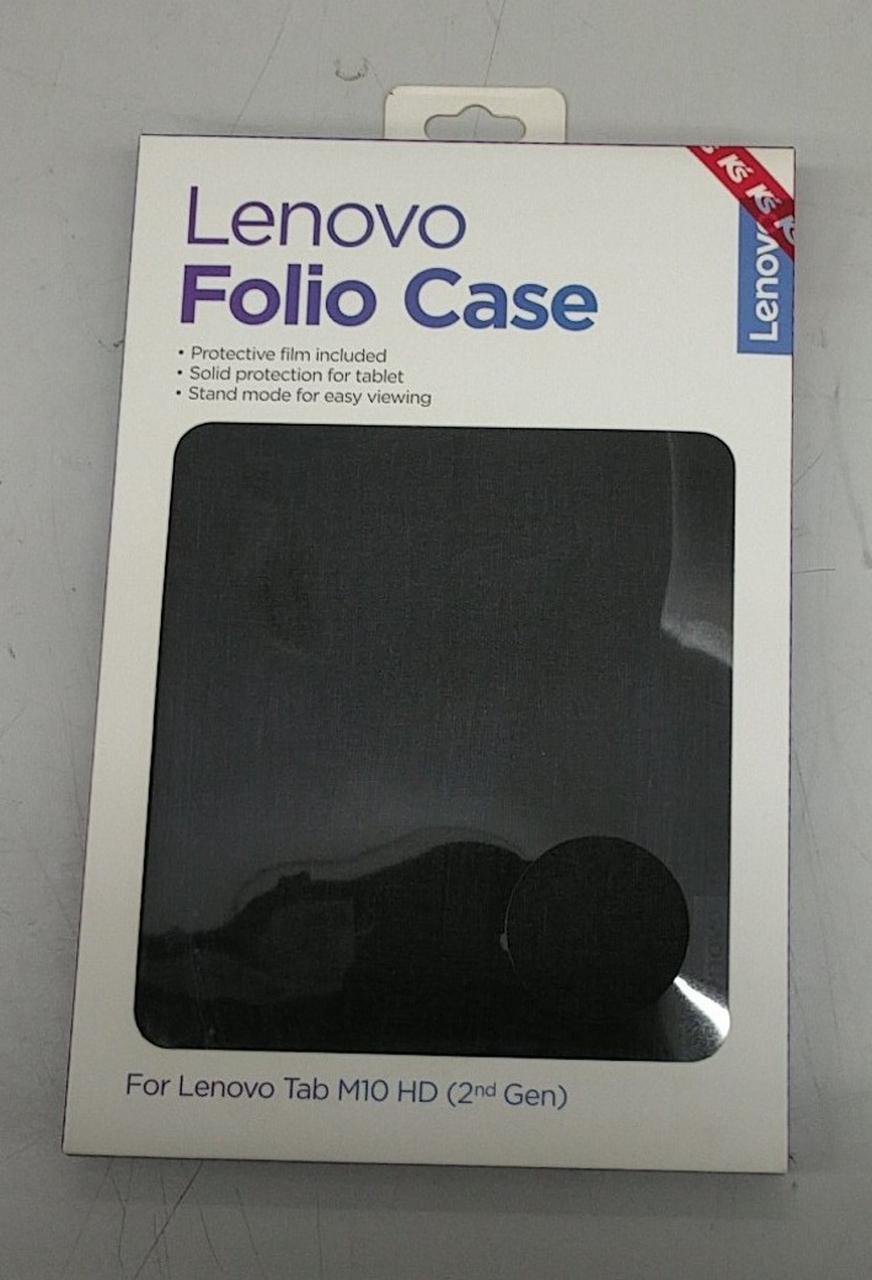 Lenovo
Folio Case
• Protective film included
• Solid protection for tablet
• Stand mode for easy viewing
K's K's
For Lenovo Tab M10 HD (2nd Gen)